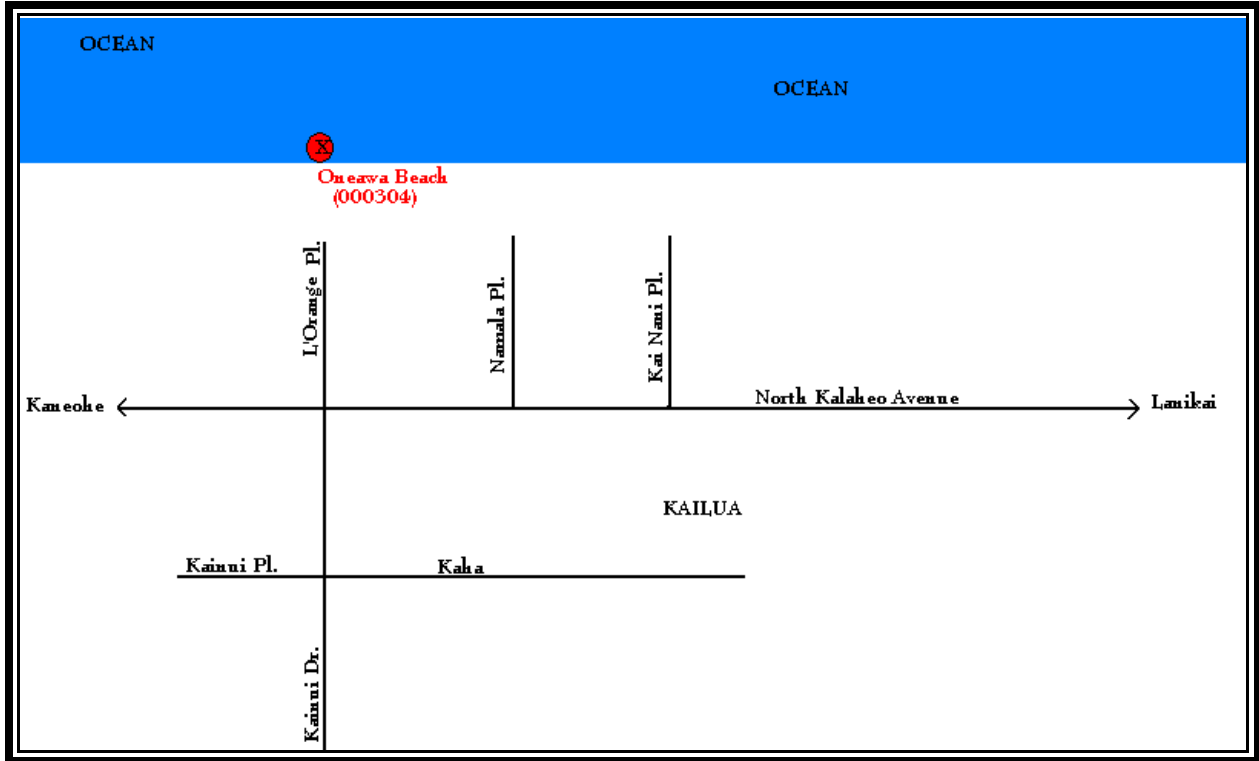 OCEAN
OCEAN
X
Oneawa Beach
(000304)
L'Orange Pl.
Namala Pl.
Kai Nani Pl.
Kaneohe
North Kalaheo Avenue
Lanikai
KAILUA
Kainui Pl.
Kaha
Kainui Dr.